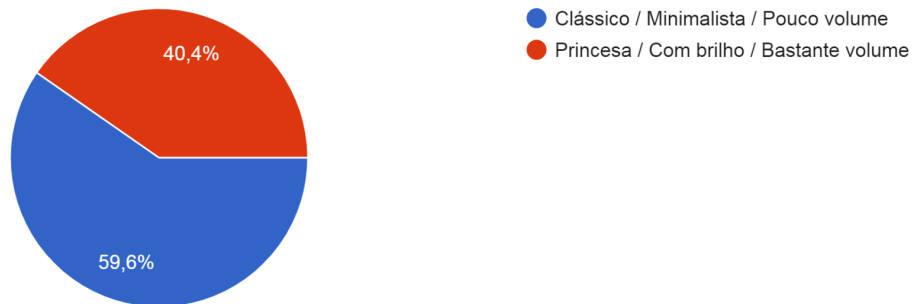 40,4%
59,6%
Clássico / Minimalista / Pouco volume
Princesa / Com brilho / Bastante volume